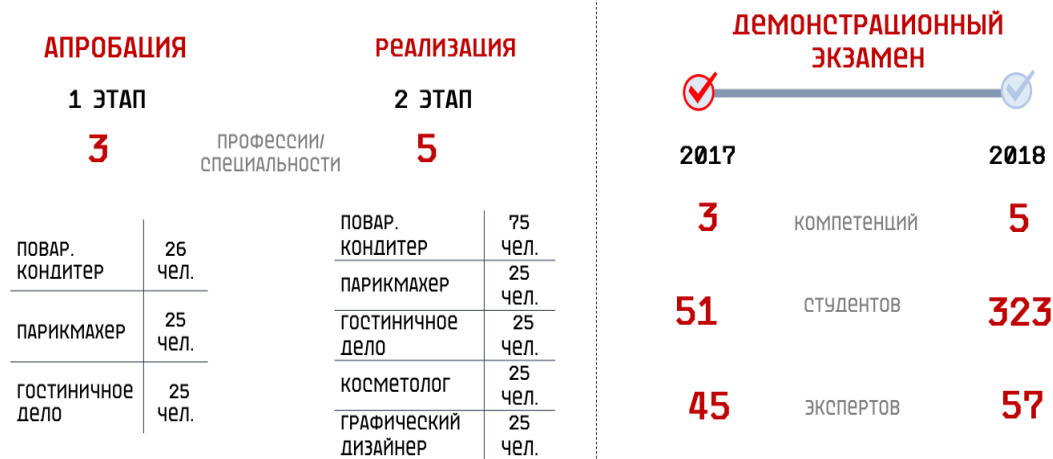 АПРОБАЦИЯ
1 ЭТАП
3
ПРОФЕССИИ/
СПЕЦИАЛЬНОСТИ
РЕАЛИЗАЦИЯ
2 ЭТАП
5
ПОВАР.
КОНДИТЕР
26
ЧЕЛ.
ПАРИКМАХЕР
25
ЧЕЛ.
ГОСТИНИЧНОЕ
ДЕЛО
25
ЧЕЛ.
ПОВАР.
КОНДИТЕР
75
ЧЕЛ.
ПАРИКМАХЕР
25
ЧЕЛ.
ГОСТИНИЧНОЕ
ДЕЛО
25
ЧЕЛ.
КОСМЕТОЛОГ
25
ЧЕЛ.
ГРАФИЧЕСКИЙ
ДИЗАЙНЕР
25
ЧЕЛ.
ДЕМОНСТРАЦИОННЫЙ
ЭКЗАМЕН
2017 2018
3 КОМПЕТЕНЦИЙ 5
51 СТУДЕНТОВ 323
45 ЭКСПЕРТОВ 57